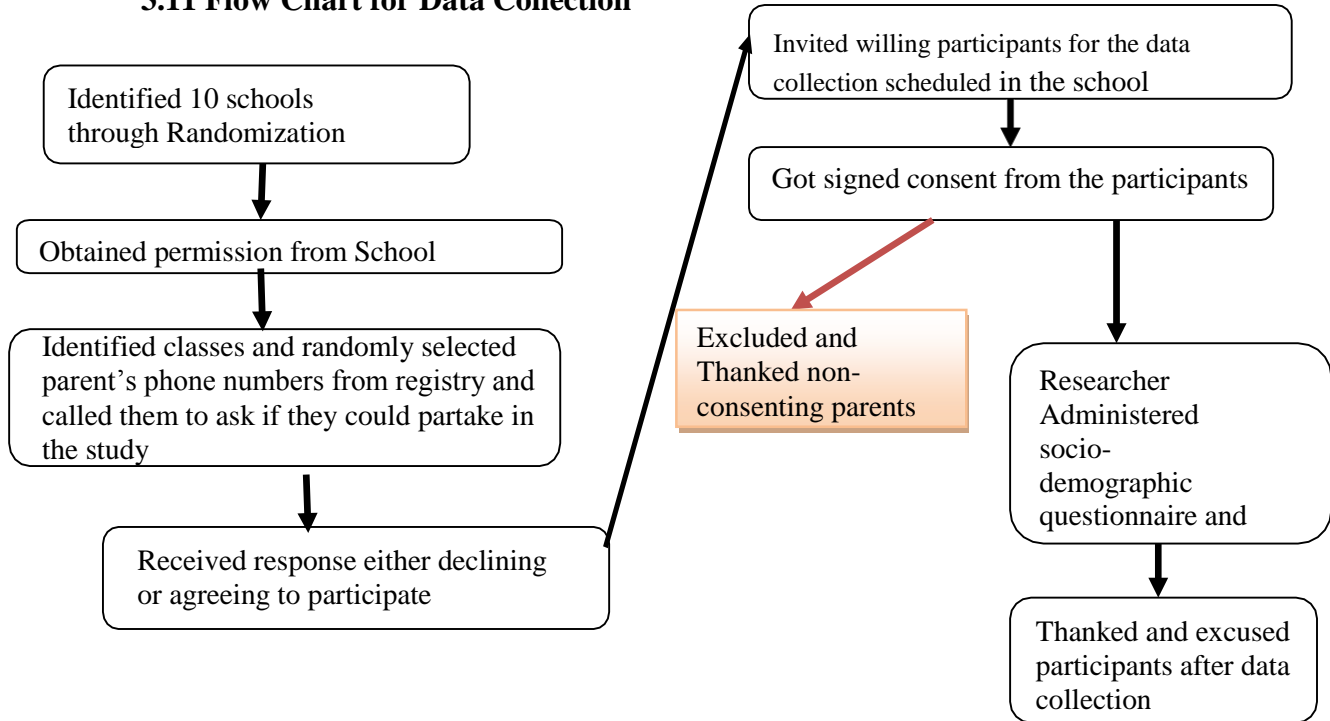 3.11 Flow Chart for Data Collection
Identified 10 schools
through Randomization
Obtained permission from School
Identified classes and randomly selected
parent's phone numbers from registry and
called them to ask if they could partake in
the study
Received response either declining
or agreeing to participate
Invited willing participants for the data
collection scheduled in the school
Got signed consent from the participants
Excluded and
Thanked non-
consenting parents
Researcher
Administered
socio-
demographic
questionnaire and
Thanked and excused
participants after data
collection